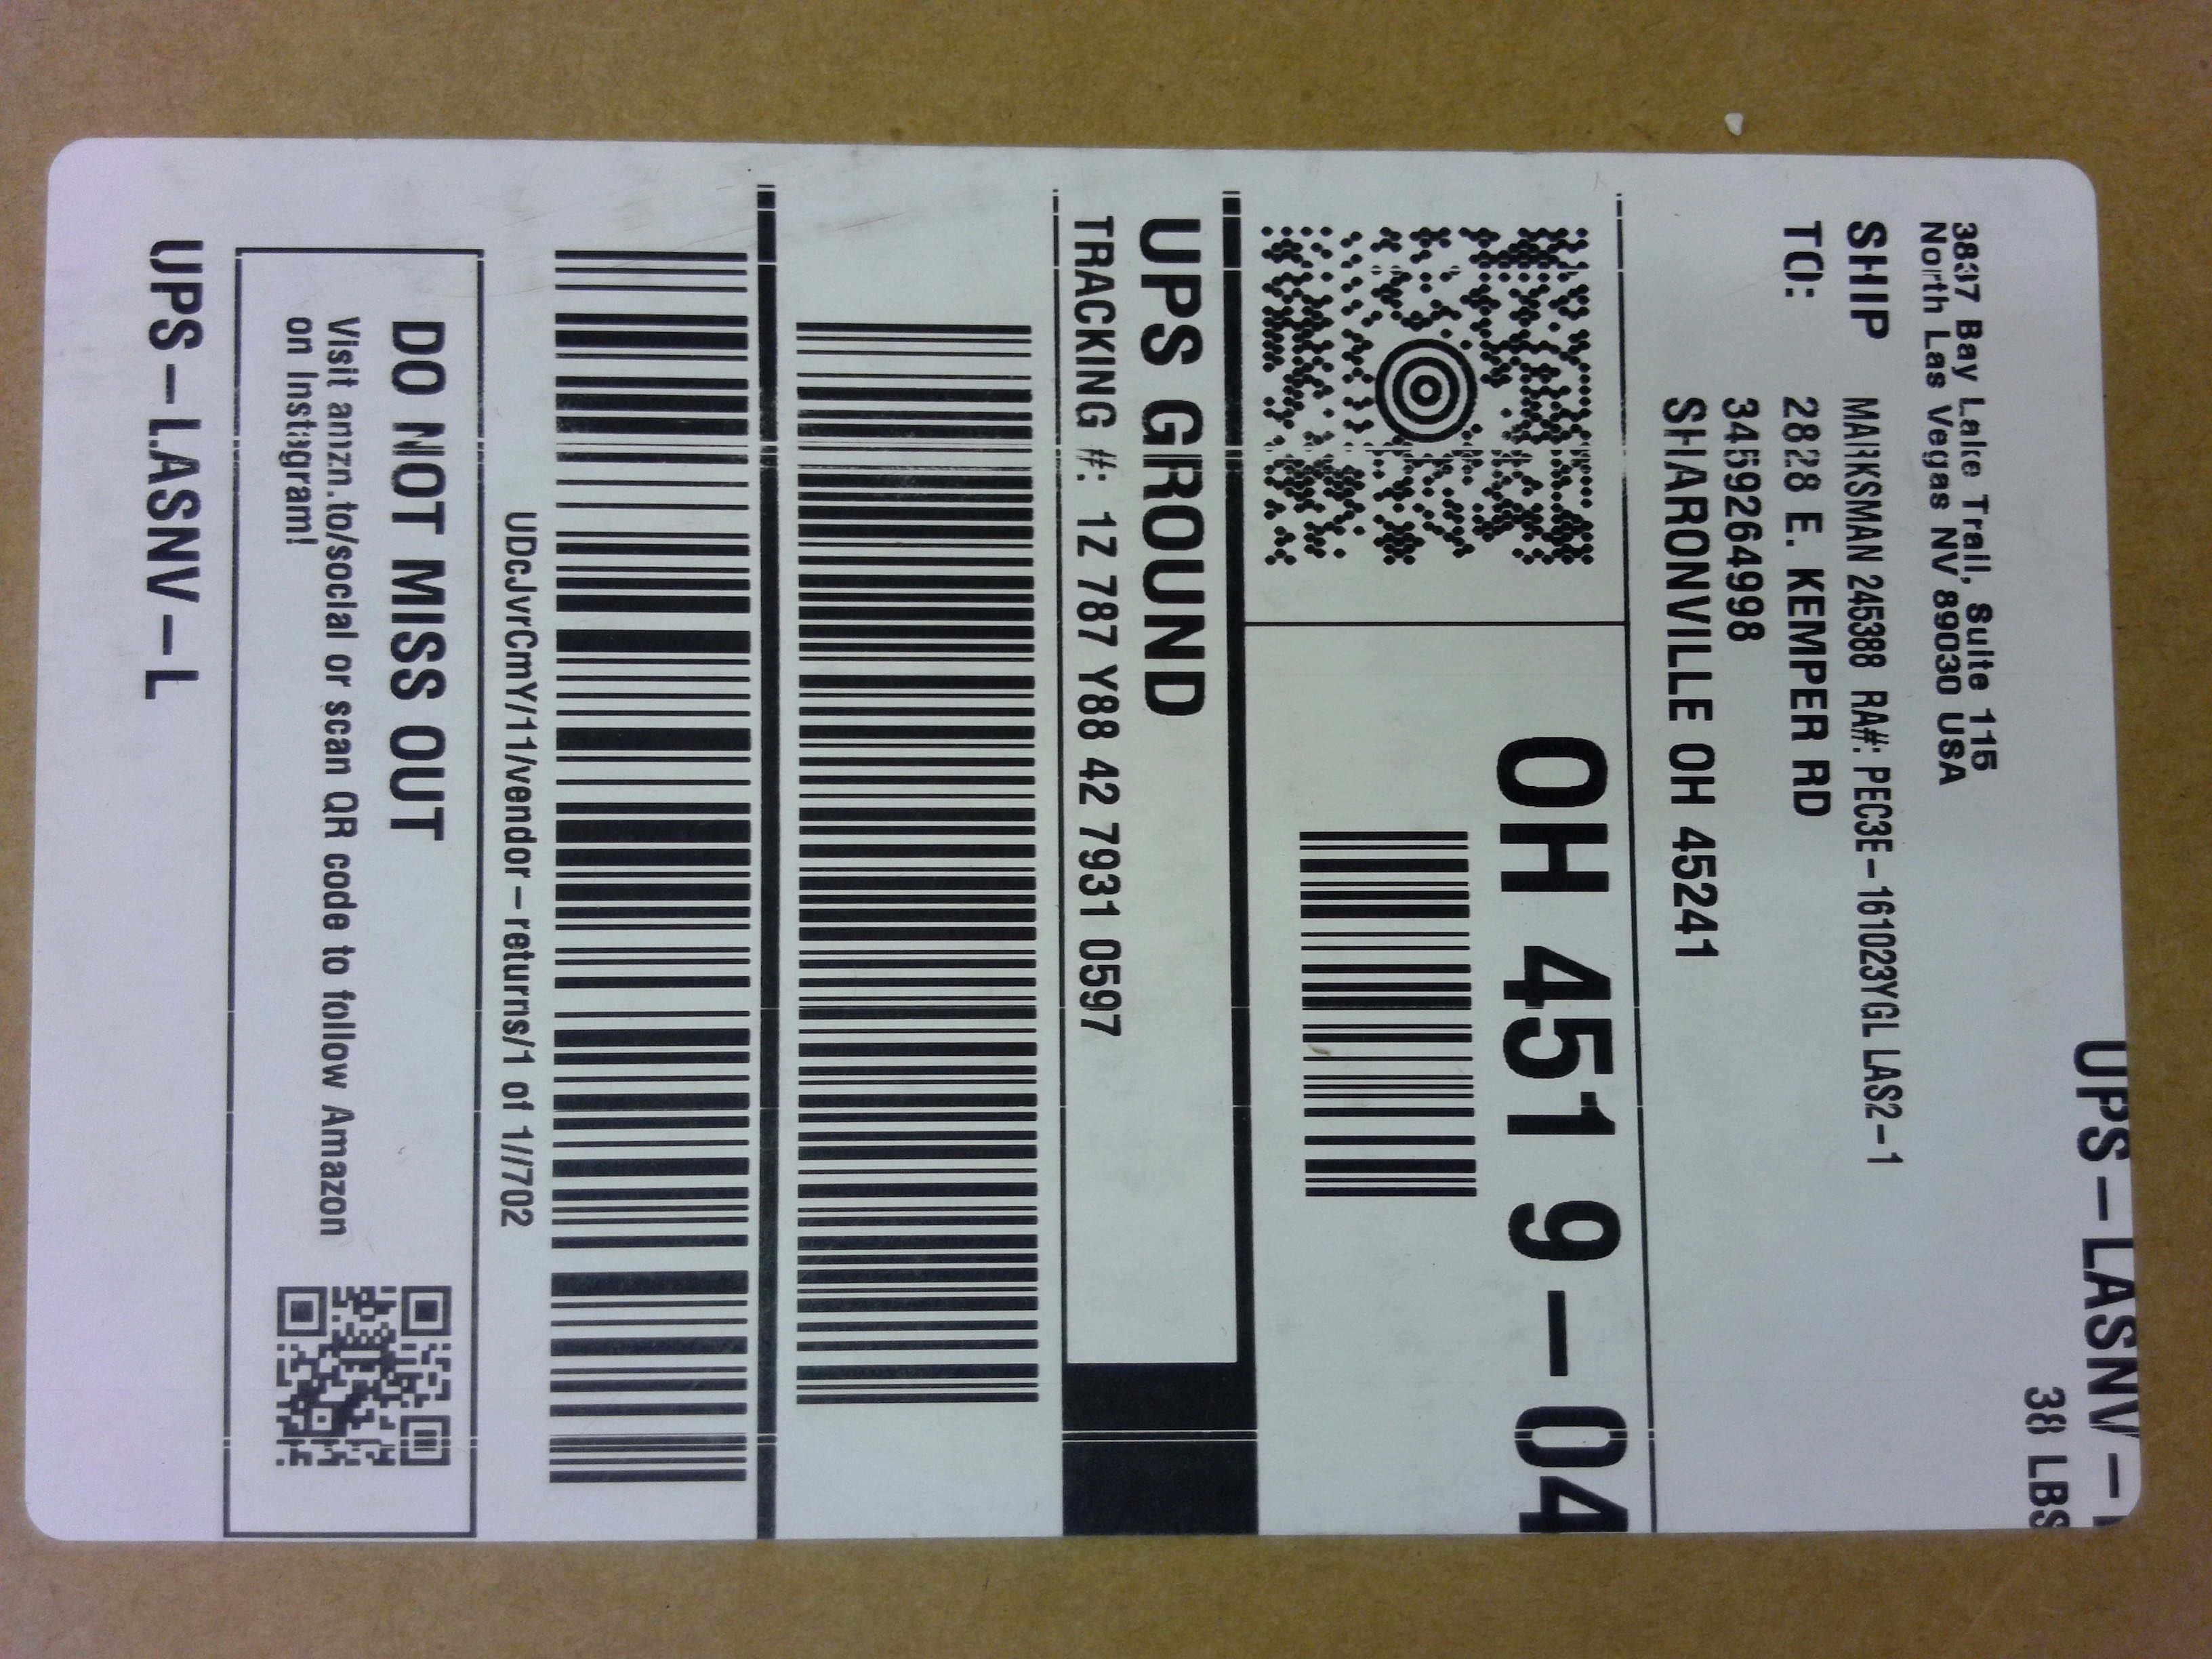 UPS-LASNV-
38 LBS
3837 Bay Lake Trail, Suite 115
North Las Vegas NV 89030 USA
SHIP
TO:
MARKSMAN 245388 RA#: PEC3E-161023YGL LAS2-1
2828 E. KEMPER RD
34592649​98
SHARONVILLE OH 45241
OH 451 9-04
UPS GROUND
TRACKING #: 1Z 787 Y88 42 7931 0597
UDcJvrCmY/11/vendor-returns/1 of 1//702
DO NOT MISS OUT
Visit amzn.to/social or scan QR code to follow Amazon
on Instagram!
UPS-LASNV-L